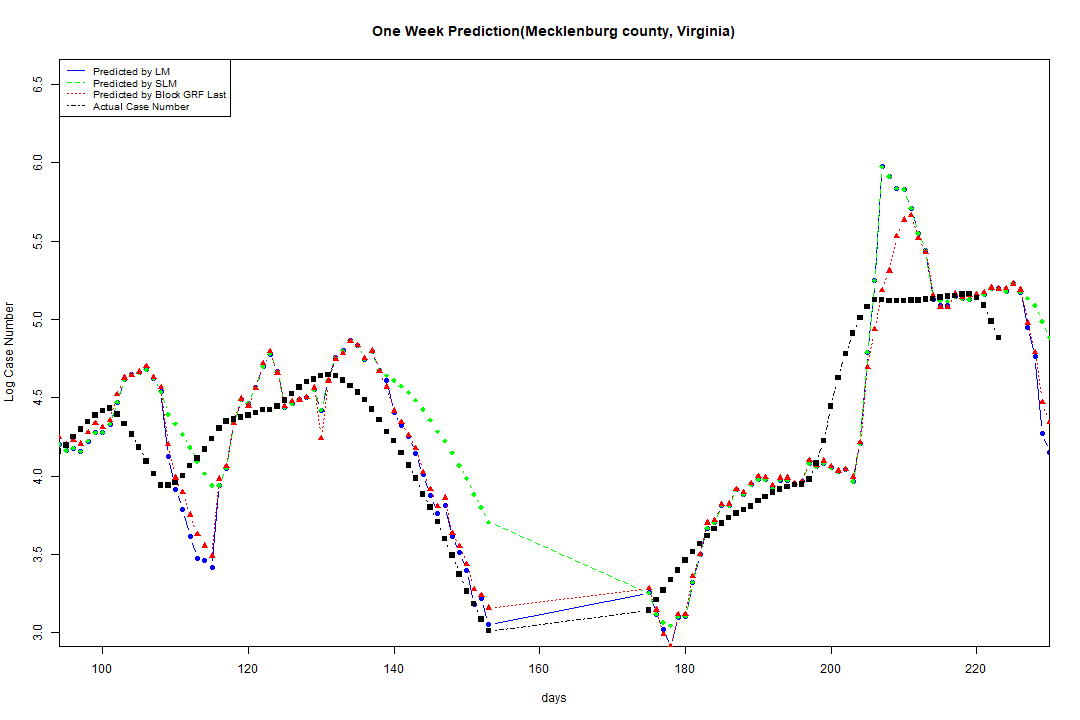 One Week Prediction(Mecklenburg county, Virginia)
Predicted by LM
Predicted by SLM
Predicted by Block GRF Last
Actual Case Number
Log Case Number
6.5
6.0
5.5
5.0
4.5
4.0
3.5
3.0
100 120 140 160 180 200 220
days